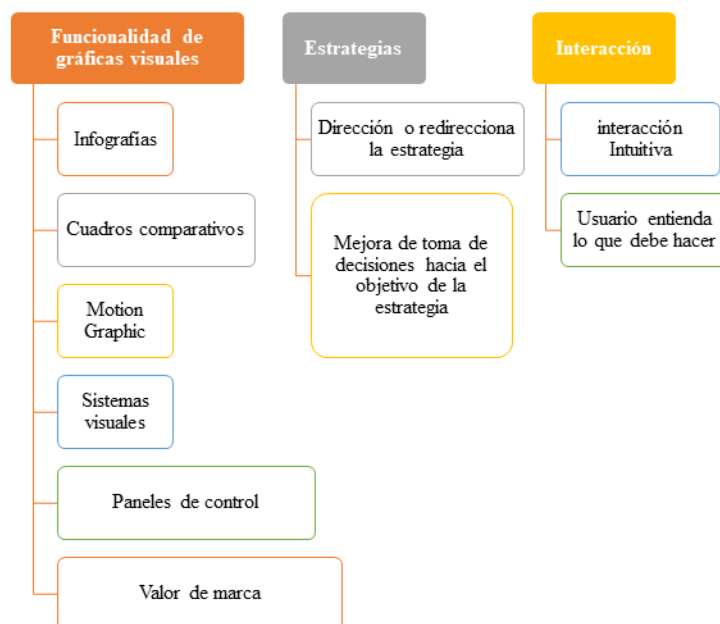 Funcionalidad de
gráficas visuales
Infografías
Cuadros comparativos
Motion
Graphic
Sistemas
visuales
Paneles de control
Valor de marca
Estrategias
Dirección o redirecciona
la estrategia
Mejora de toma de
decisiones hacia el
objetivo de la
estrategia
Interacción
interacción
Intuitiva
Usuario entienda
lo que debe hacer